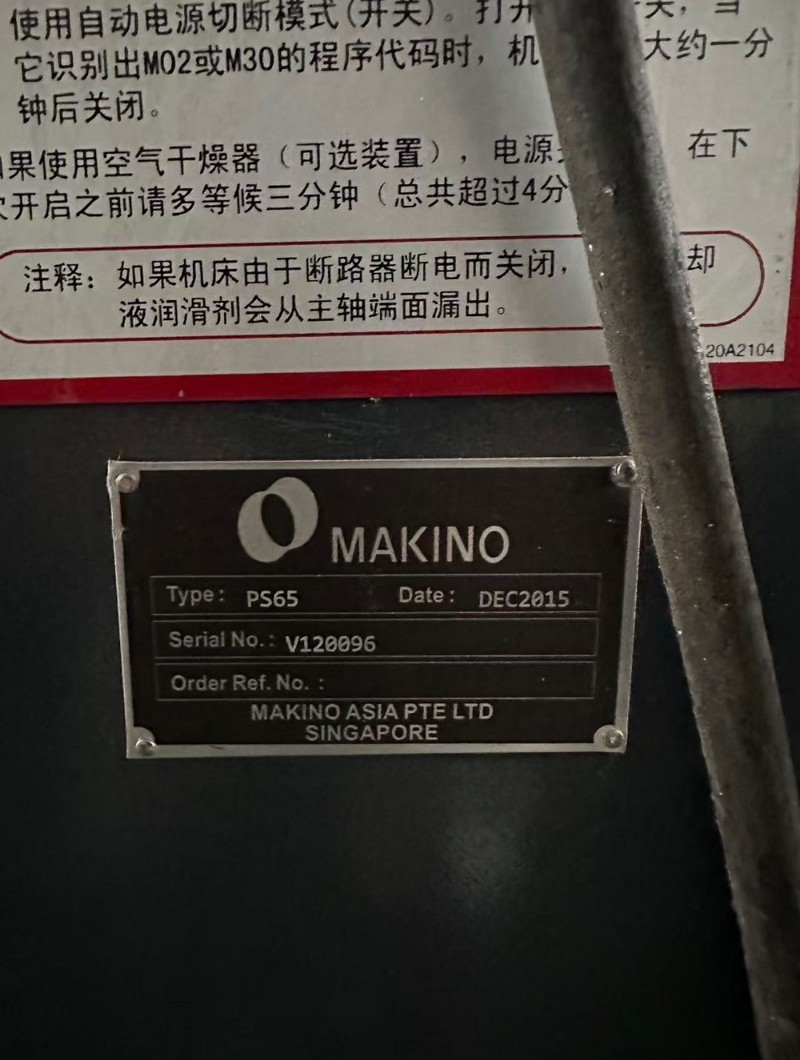 使用自动电源切断模式(开关)。打开 关，当
它识别出M02或M30的程序代码时，机 大约一分
钟后关闭。
果使用空气干燥器（可选装置），电源 在下
开启之前请多等候三分钟（总共超过4分
注释：如果机床由于断路器断电而关闭， 却
液润滑剂会从主轴端面漏出。
20A2104
MAKINO
Type: PS65 Date: DEC2015
Serial No.: V120096
Order Ref. No. :
MAKINO ASIA PTE LTD
SINGAPORE